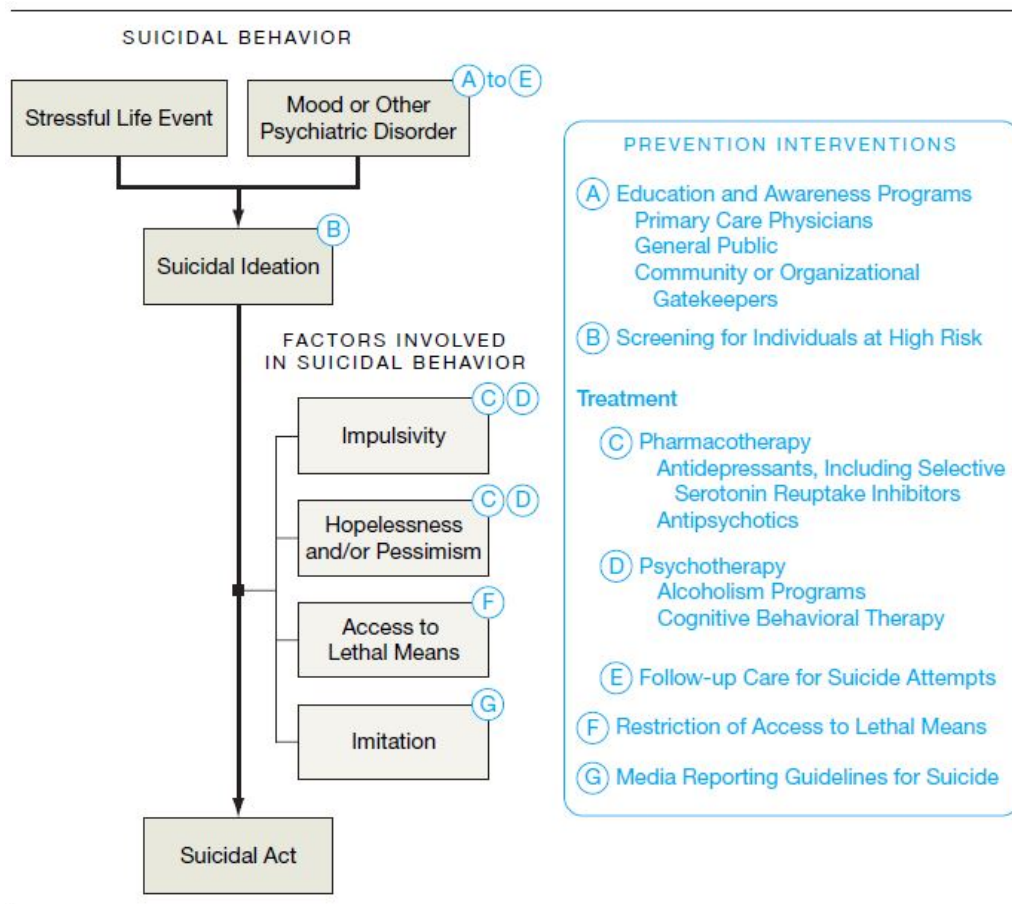 SUICIDAL BEHAVIOR
Stressful Life Event
Mood or Other
Psychiatric Disorder
A to E
Suicidal Ideation
B
FACTORS INVOLVED
IN SUICIDAL BEHAVIOR
Impulsivity
C D
Hopelessness
and/or Pessimism
C D
Access to
Lethal Means
F
Imitation
G
Suicidal Act
PREVENTION INTERVENTIONS
A Education and Awareness Programs
Primary Care Physicians
General Public
Community or Organizational
Gatekeepers
B Screening for Individuals at High Risk
Treatment
C Pharmacotherapy
Antidepressants, Including Selective
Serotonin Reuptake Inhibitors
Antipsychotics
D Psychotherapy
Alcoholism Programs
Cognitive Behavioral Therapy
E Follow-up Care for Suicide Attempts
F Restriction of Access to Lethal Means
G Media Reporting Guidelines for Suicide